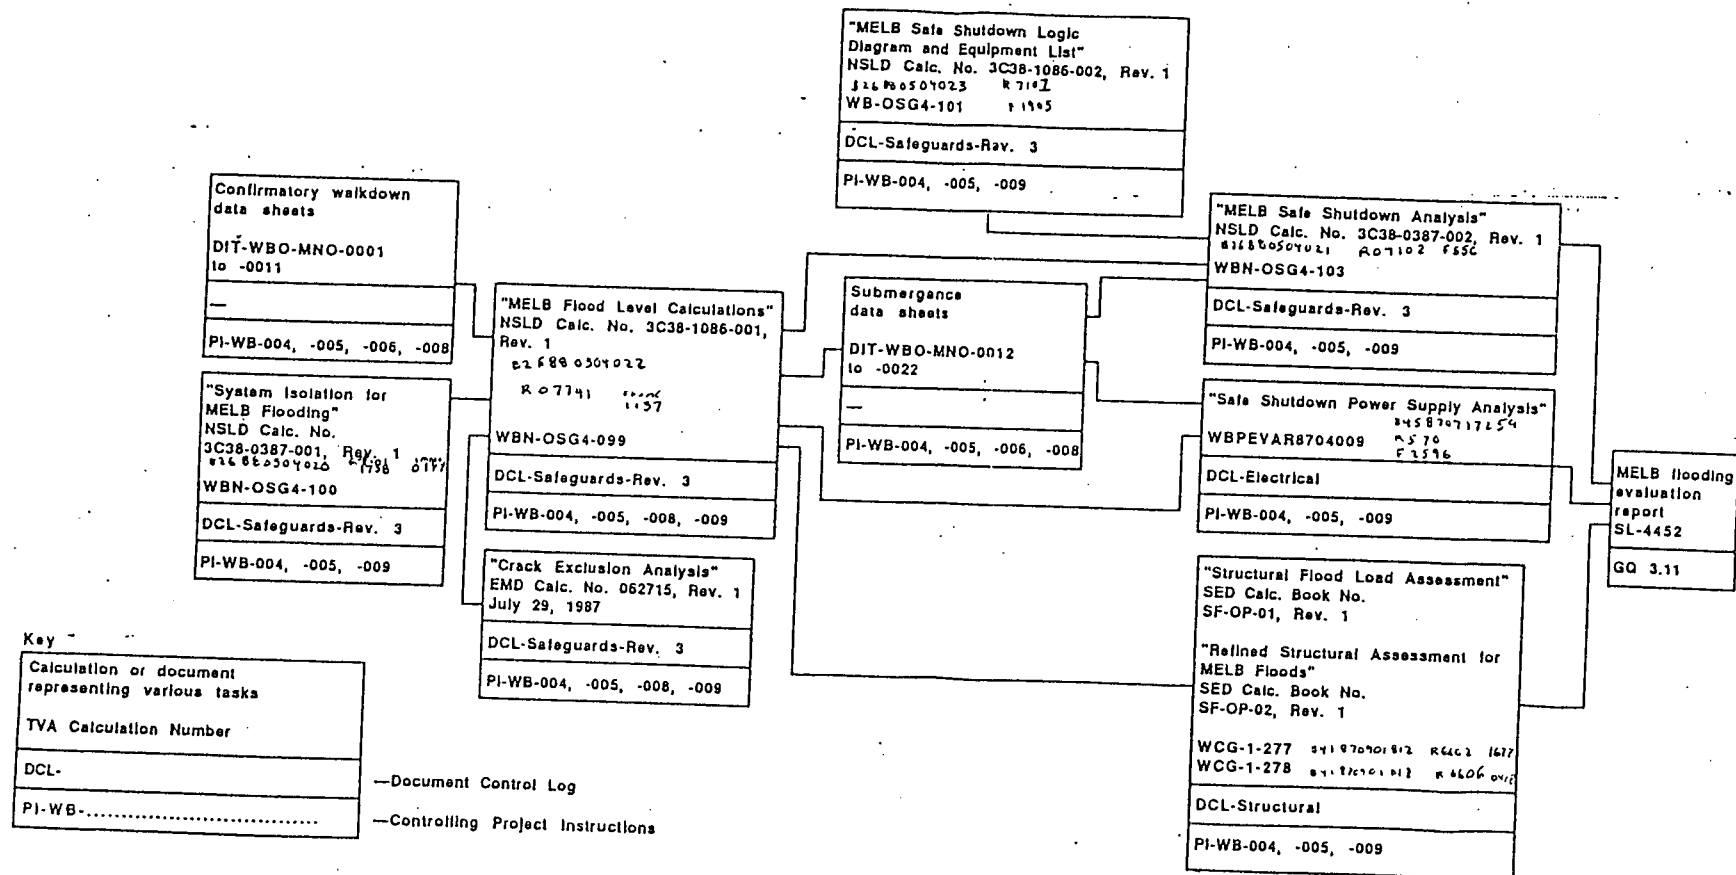 "MELB Safe Shutdown Logic
Diagram and Equipment List"
NSLD Calc. No. 3C38-1086-002, Rev. 1
WB-OSG4-101
DCL-Safeguards-Rev. 3
PI-WB-004, -005, -009
Confirmatory walkdown
data sheets
DIT-WBO-MNO-0001
to -0011
—
PI-WB-004, -005, -006, -008
"System Isolation for
MELB Flooding"
NSLD Calc. No.
3C38-0387-001, Rev. 1
WBN-OSG4-100
DCL-Safeguards-Rev. 3
PI-WB-004, -005, -009
"MELB Flood Level Calculations"
NSLD Calc. No. 3C38-1086-001,
Rev. 1
R07741
WBN-OSG4-099
DCL-Safeguards-Rev. 3
PI-WB-004, -005, -008, -009
"Crack Exclusion Analysis"
EMD Calc. No. 062715, Rev. 1
July 29, 1987
DCL-Safeguards-Rev. 3
PI-WB-004, -005, -008, -009
Submergance
data sheets
DIT-WBO-MNO-0012
to -0022
—
PI-WB-004, -005, -006, -008
"MELB Safe Shutdown Analysis"
NSLD Calc. No. 3C38-0387-002, Rev. 1
R07102
WBN-OSG4-103
DCL-Safeguards-Rev. 3
PI-WB-004, -005, -009
"Safe Shutdown Power Supply Analysis"
WBPEVAR8704009
R570
F2596
DCL-Electrical
PI-WB-004, -005, -009
"Structural Flood Load Assessment"
SED Calc. Book No.
SF-OP-01, Rev. 1
"Refined Structural Assessment for
MELB Floods"
SED Calc. Book No.
SF-OP-02, Rev. 1
WCG-1-277
WCG-1-278
DCL-Structural
PI-WB-004, -005, -009
MELB flooding
evaluation
report
SL-4452
GQ 3.11
Key
Calculation or document
representing various tasks
TVA Calculation Number
DCL-
—Document Control Log
PI-WB-.................................
—Controlling Project Instructions